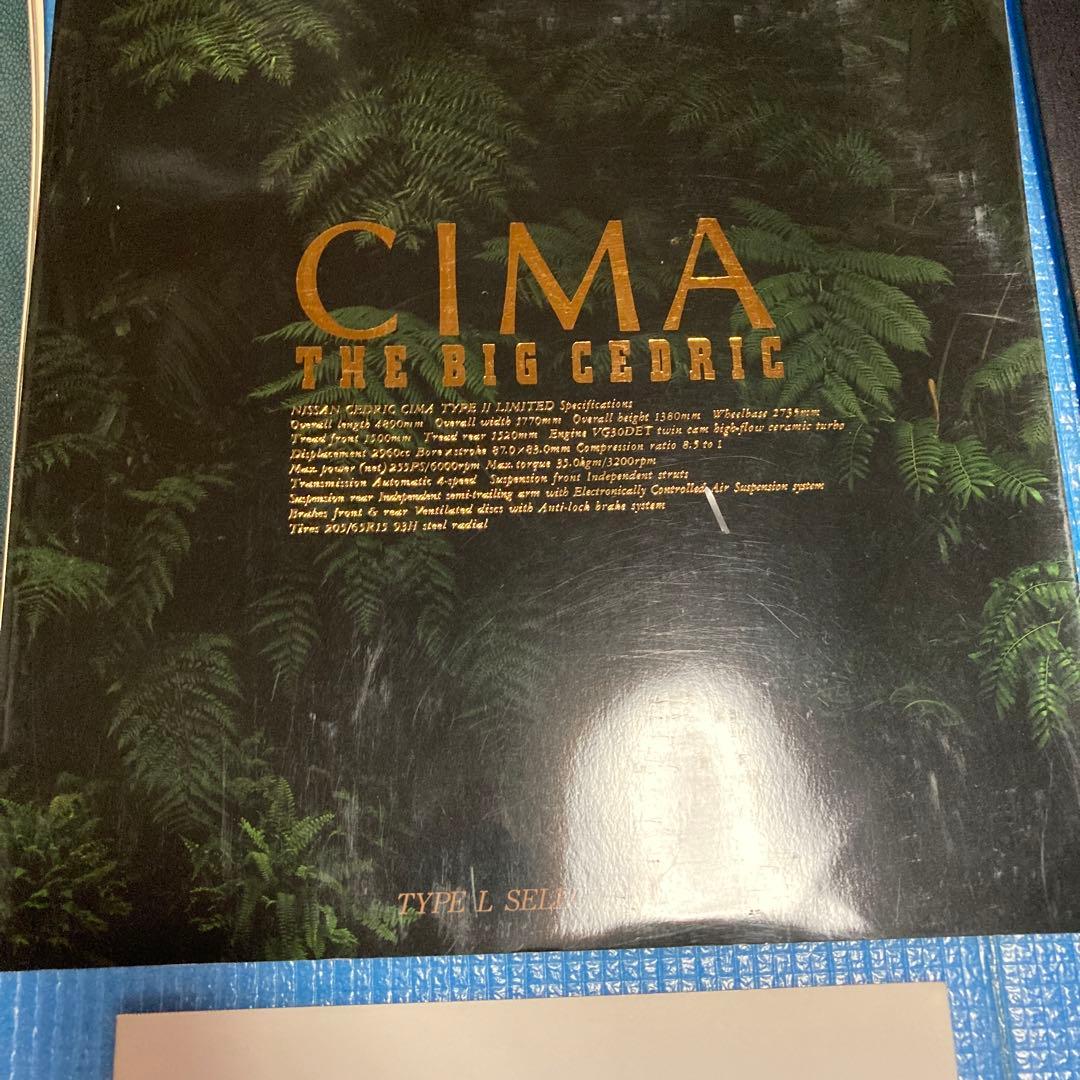 CIMA
THE BIG CEDRIC
NISSAN CEDRIC CIMA TYPE II LIMITED Specifications
Overall length 4890mm Overall width 1770mm Overall height 1380mm Wheelbase 2735mm
Tread front 1500mm Tread rear 1520mm Engine VG30DET twin cam high-flow ceramic turbo
Displacement 2960cc Bore×stroke 87.0×83.0mm Compression ratio 8.5 to 1
Max. power (net) 255PS/6000rpm Max. torque 35.0kgm/3200rpm
Transmission Automatic 4-speed Suspension front Independent struts
Suspension rear Independent semi-trailing arm with Electronically Controlled Air Suspension system
Brakes front & rear Ventilated discs with Anti-lock brake system
Tires 205/65R15 93H steel radial
TYPE L